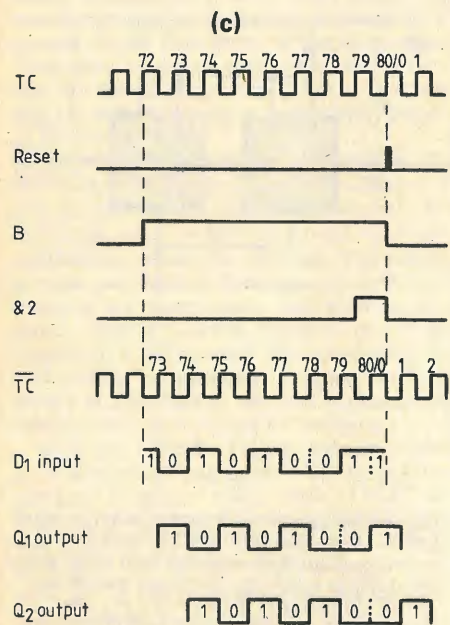 (c)
72 73 74 75 76 77 78 79 80/0 1
TC
Reset
B
&2
73 74 75 76 77 78 79 80/0 1 2
T̅C̅
D1 input 1 0 1 0 1 0 0 1 1
Q1 output 1 0 1 0 1 0 0 1
Q2 output 1 0 1 0 1 0 0 1